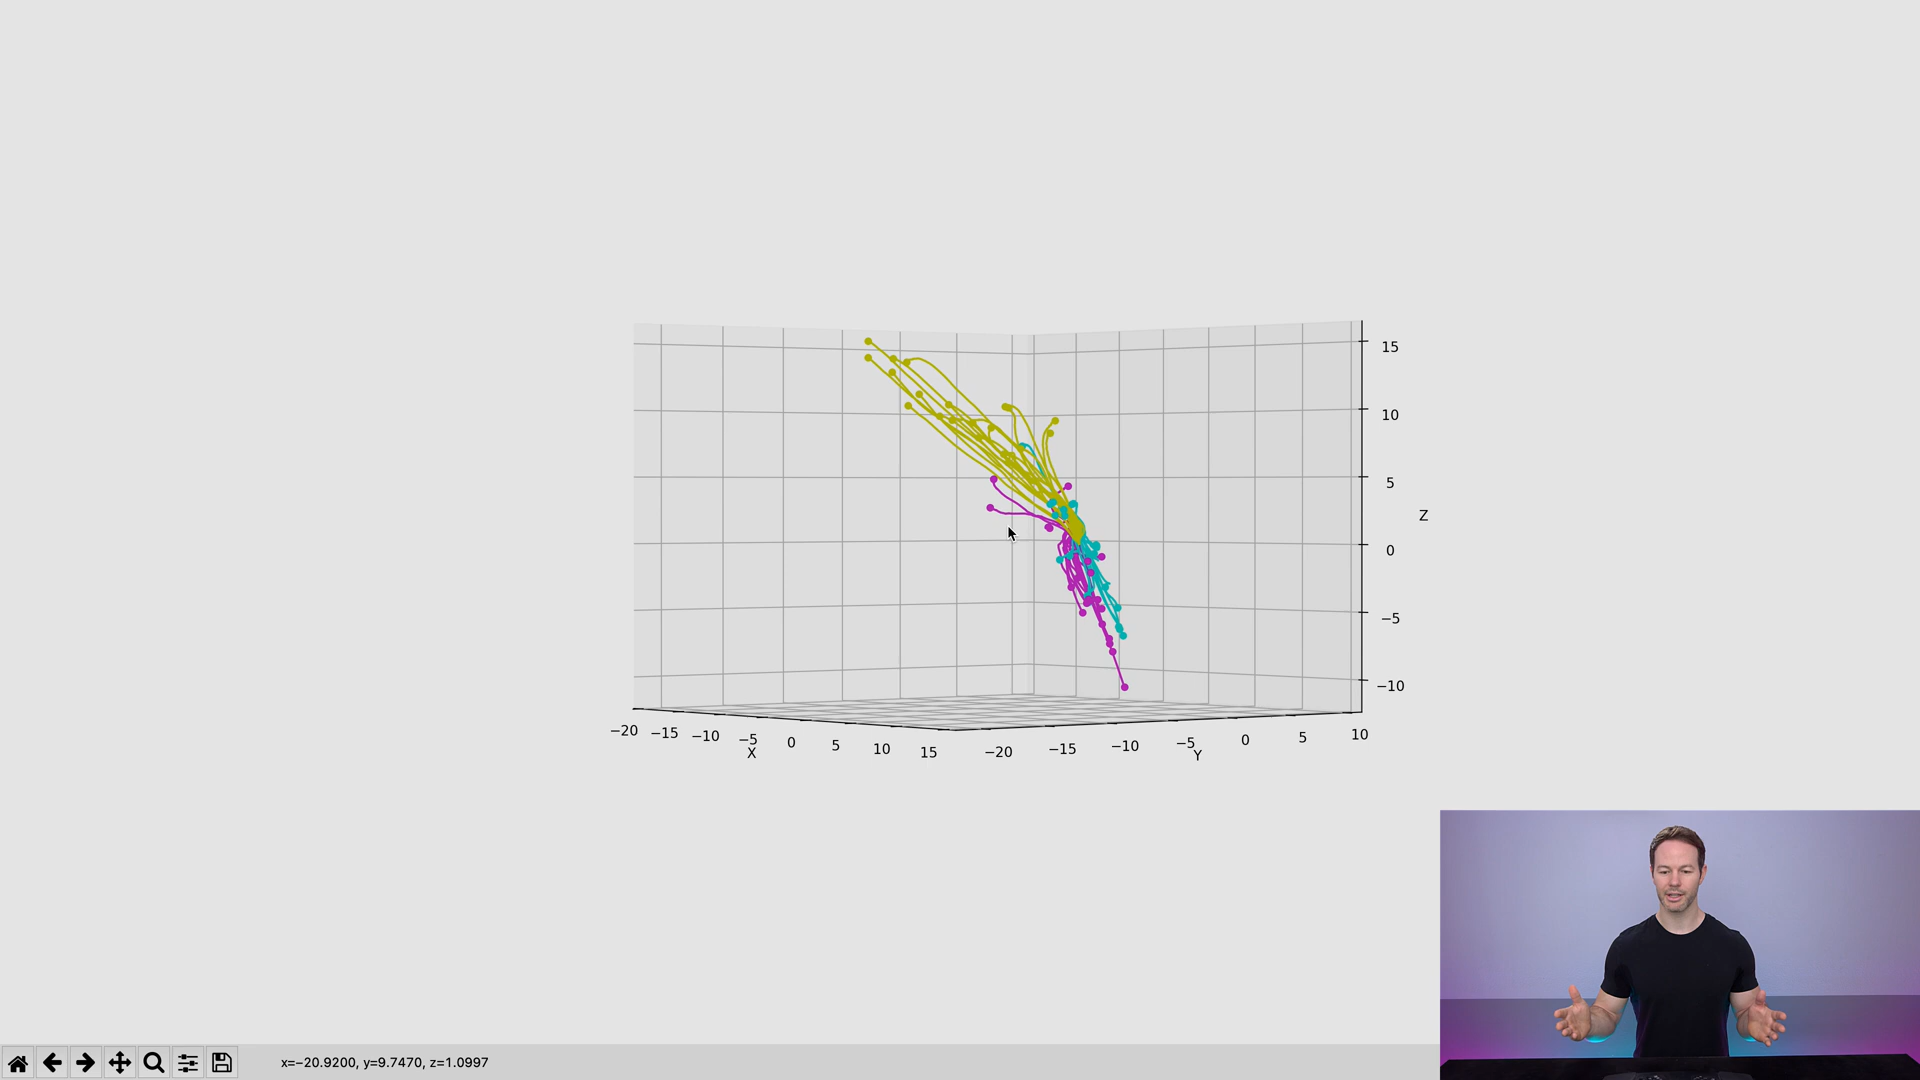 15
10
5
Z
0
−5
−10
−20 −15 −10 −5 0 5 10 15
X
−20 −15 −10 −5 0 5 10
Y
x=−20.9200, y=9.7470, z=1.0997